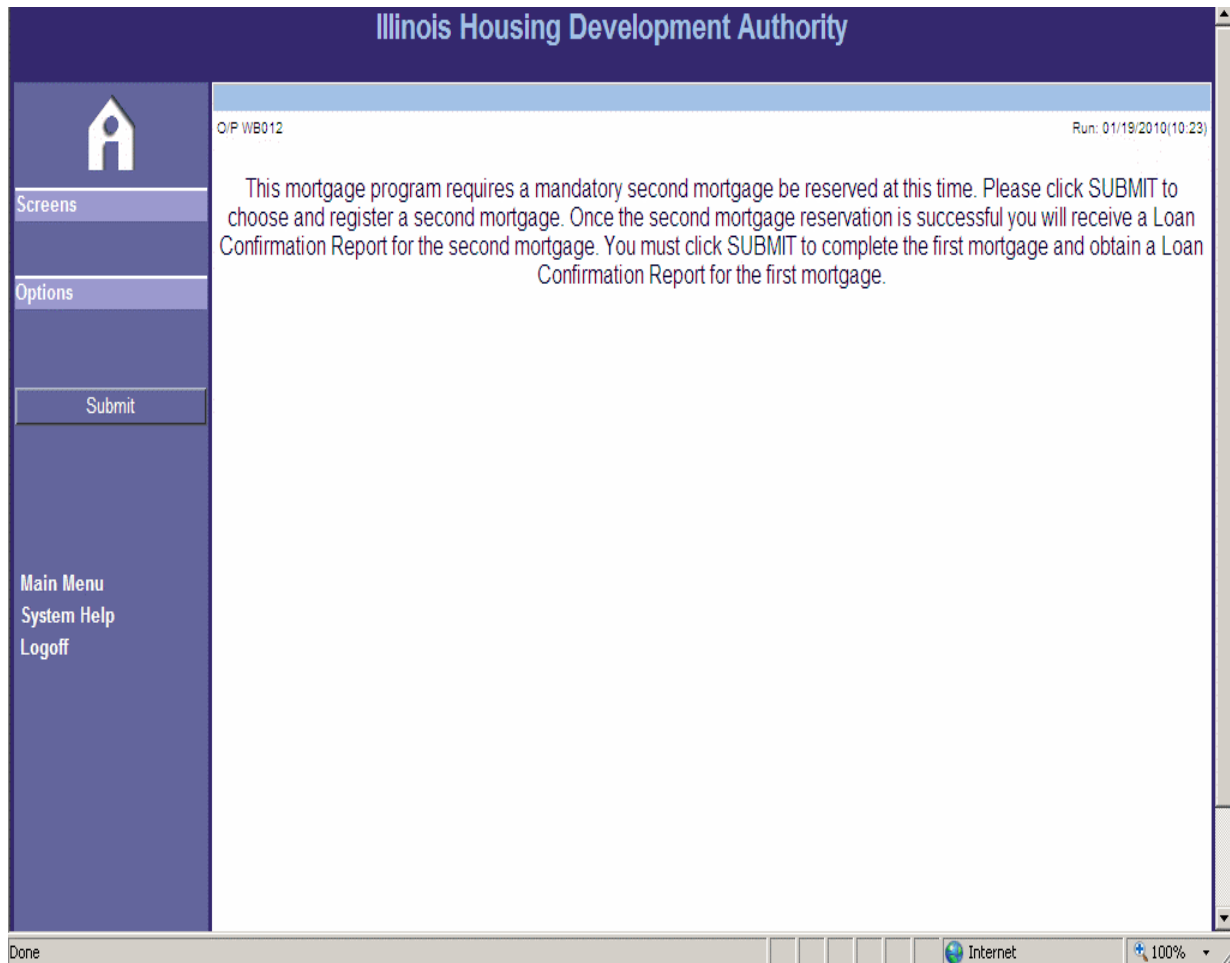 Illinois Housing Development Authority
O/P WB012
Run: 01/19/2010(10:23)
This mortgage program requires a mandatory second mortgage be reserved at this time. Please click SUBMIT to
choose and register a second mortgage. Once the second mortgage reservation is successful you will receive a Loan
Confirmation Report for the second mortgage. You must click SUBMIT to complete the first mortgage and obtain a Loan
Confirmation Report for the first mortgage.
Screens
Options
Submit
Main Menu
System Help
Logoff
Done
Internet
100%